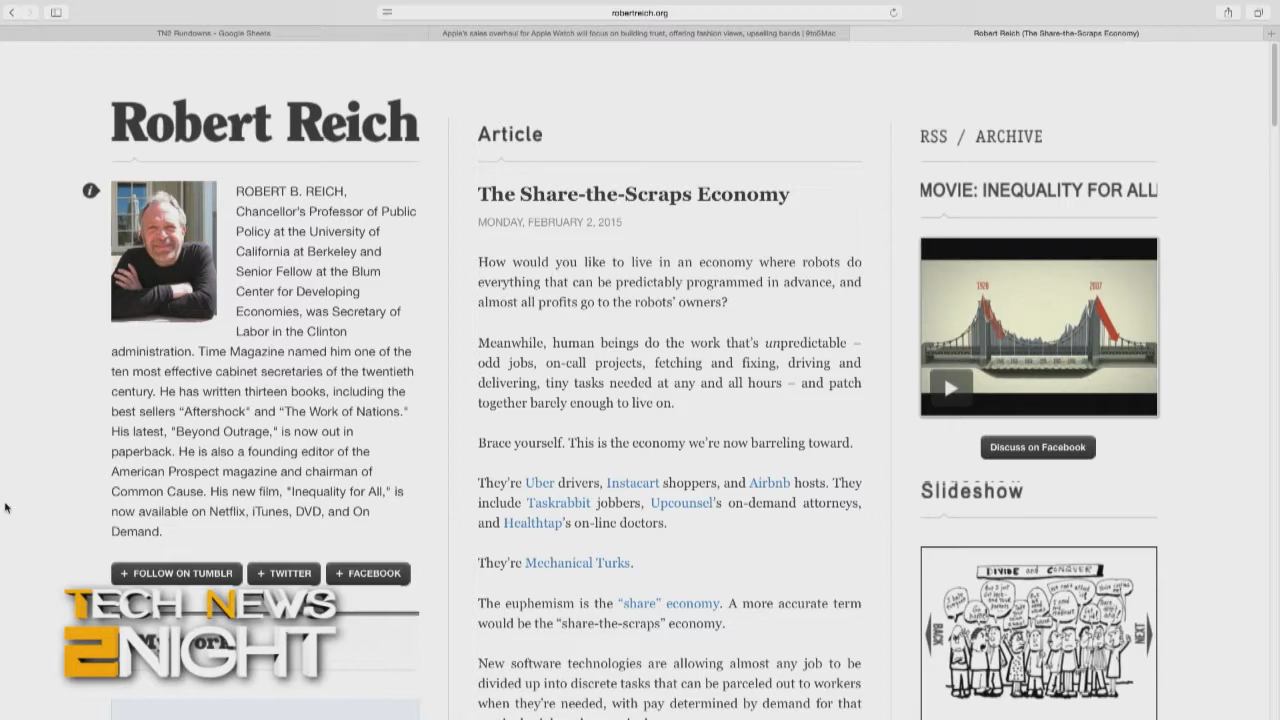 robertreich.org
TN2 Rundowns - Google Sheets
Apple's sales overhaul for Apple Watch will focus on building trust, offering fashion views, upselling bands | 9to5Mac
Robert Reich (The Share-the-Scraps Economy)
Robert Reich
ROBERT B. REICH,
Chancellor's Professor of Public
Policy at the University of
California at Berkeley and
Senior Fellow at the Blum
Center for Developing
Economies, was Secretary of
Labor in the Clinton
administration. Time Magazine named him one of the
ten most effective cabinet secretaries of the twentieth
century. He has written thirteen books, including the
best sellers "Aftershock" and "The Work of Nations."
His latest, "Beyond Outrage," is now out in
paperback. He is also a founding editor of the
American Prospect magazine and chairman of
Common Cause. His new film, "Inequality for All," is
now available on Netflix, iTunes, DVD, and On
Demand.
+ FOLLOW ON TUMBLR + TWITTER + FACEBOOK
TECH NEWS
2NIGHT
Article
The Share-the-Scraps Economy
MONDAY, FEBRUARY 2, 2015
How would you like to live in an economy where robots do
everything that can be predictably programmed in advance, and
almost all profits go to the robots' owners?
Meanwhile, human beings do the work that's unpredictable –
odd jobs, on-call projects, fetching and fixing, driving and
delivering, tiny tasks needed at any and all hours – and patch
together barely enough to live on.
Brace yourself. This is the economy we're now barreling toward.
They're Uber drivers, Instacart shoppers, and Airbnb hosts. They
include Taskrabbit jobbers, Upcounsel's on-demand attorneys,
and Healthtap's on-line doctors.
They're Mechanical Turks.
The euphemism is the "share" economy. A more accurate term
would be the "share-the-scraps" economy.
New software technologies are allowing almost any job to be
divided up into discrete tasks that can be parceled out to workers
when they're needed, with pay determined by demand for that
RSS / ARCHIVE
MOVIE: INEQUALITY FOR ALL
1928
2007
Discuss on Facebook
Slideshow
DIVIDE and CONQUER
BACK
NEXT